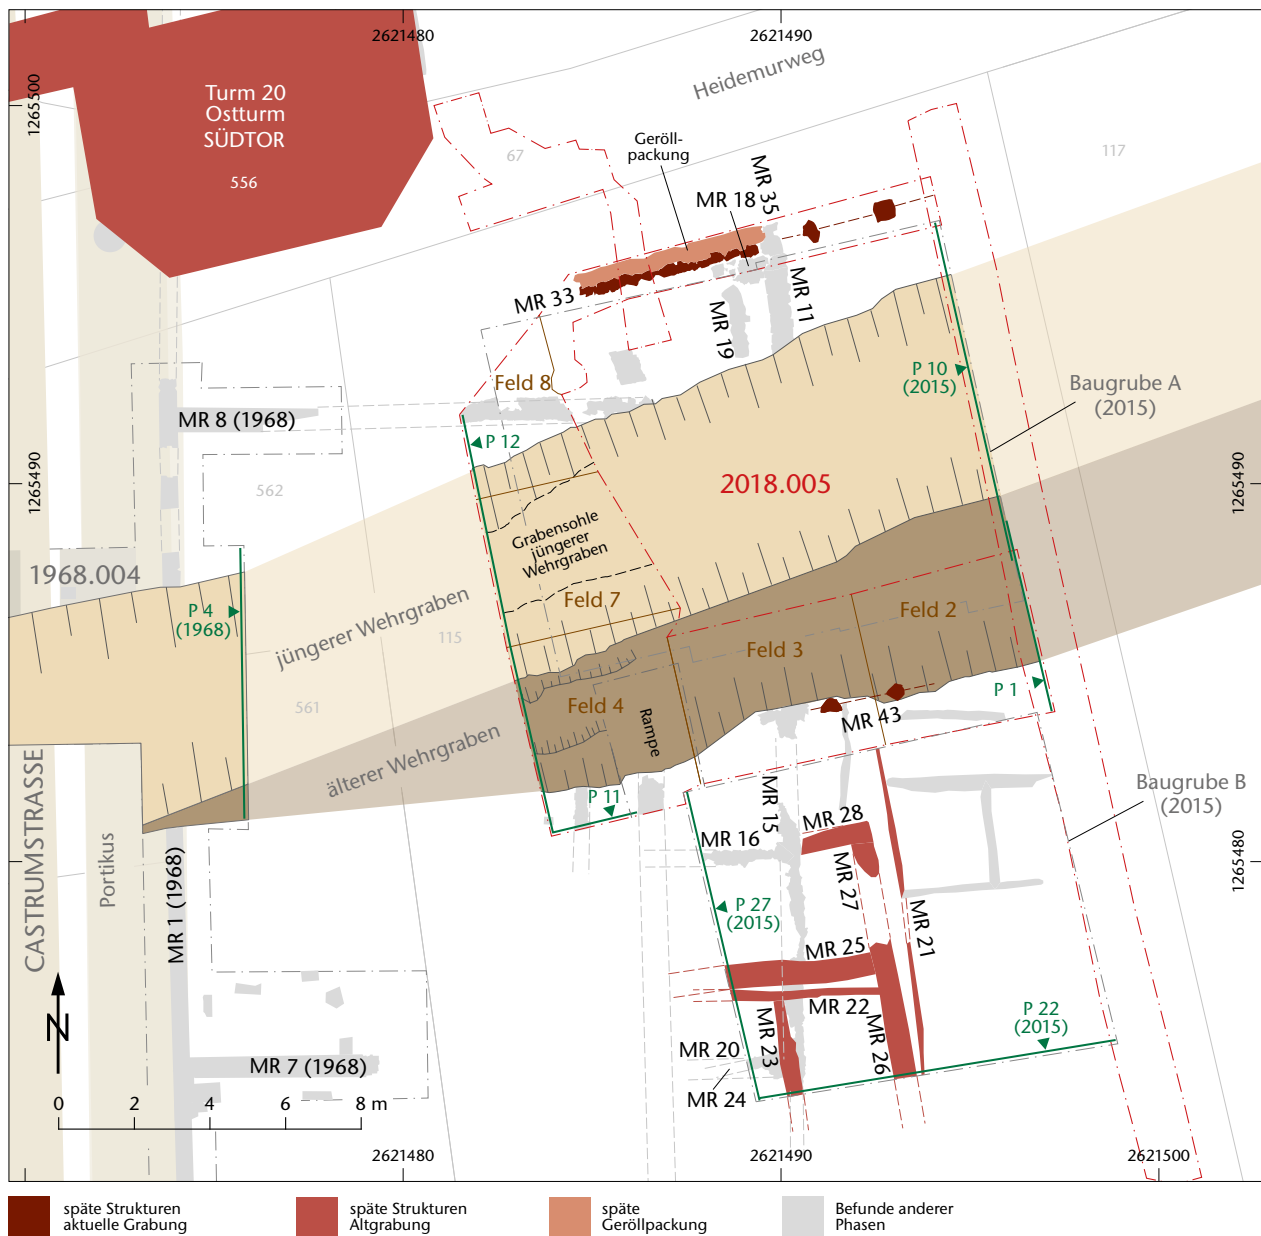 2621480
2621490
1265500
Heidemurweg
Turm 20
Ostturm
SÜDTOR
556
67
117
Geröll-
packung
MR 35
MR 18
MR 33
MR 11
MR 19
Feld 8
P 10
(2015)
Baugrube A
(2015)
MR 8 (1968)
P 12
1265490
562
2018.005
1265490
Grabensohle
jüngerer
Wehrgraben
1968.004
P 4
(1968)
jüngerer Wehrgraben
115
Feld 7
Feld 2
Feld 3
561
P 1
Feld 4
Rampe
MR 43
älterer Wehrgraben
CASTRUMSTRASSE
Portikus
MR 1 (1968)
P 11
MR 15
MR 28
MR 16
Baugrube B
(2015)
1265480
MR 27
P 27
(2015)
MR 21
MR 25
MR 22
MR 23
MR 26
P 22
(2015)
MR 20
MR 24
N
MR 7 (1968)
0 2 4 6 8 m
2621480
2621490
2621500
späte Strukturen
aktuelle Grabung
späte Strukturen
Altgrabung
späte
Geröllpackung
Befunde anderer
Phasen